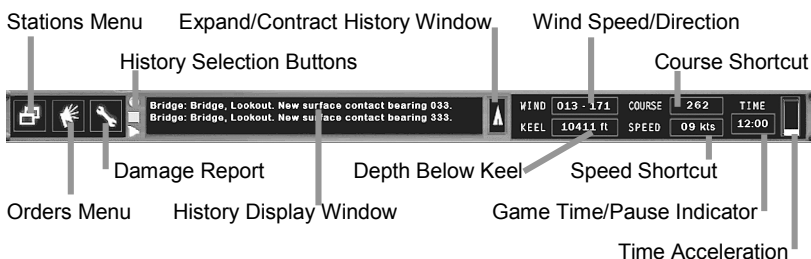 Stations Menu
Expand/Contract History Window
Wind Speed/Direction
History Selection Buttons
Course Shortcut
Bridge: Bridge, Lookout. New surface contact bearing 033.
Bridge: Bridge, Lookout. New surface contact bearing 333.
WIND 013 - 171 COURSE 262 TIME
KEEL 10411 ft SPEED 09 kts 12:00
Damage Report
Depth Below Keel
Speed Shortcut
Orders Menu
History Display Window
Game Time/Pause Indicator
Time Acceleration